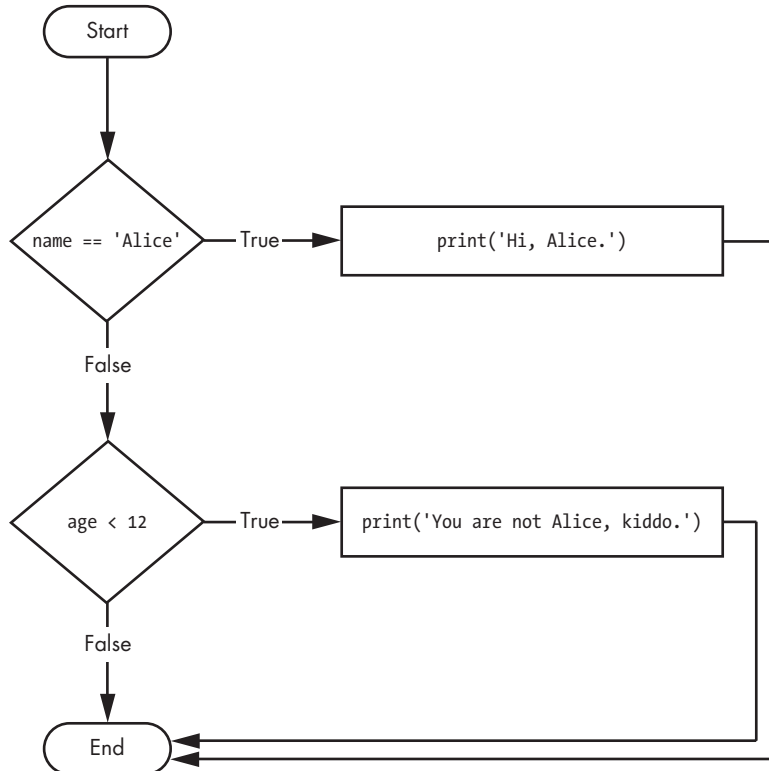 Start
name == 'Alice'
True
print('Hi, Alice.')
False
age < 12
True
print('You are not Alice, kiddo.')
False
End